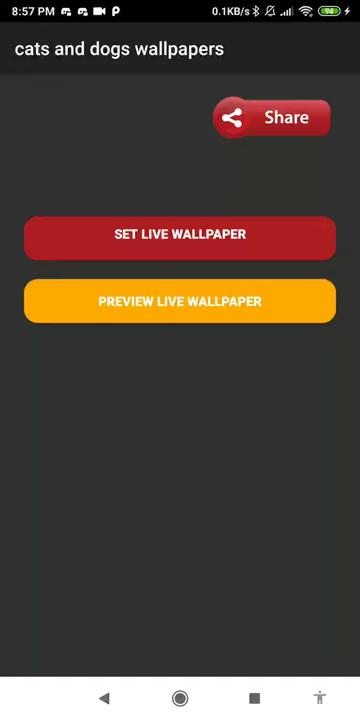 8:57 PM 0.1KB/s 94
cats and dogs wallpapers
Share
SET LIVE WALLPAPER
PREVIEW LIVE WALLPAPER